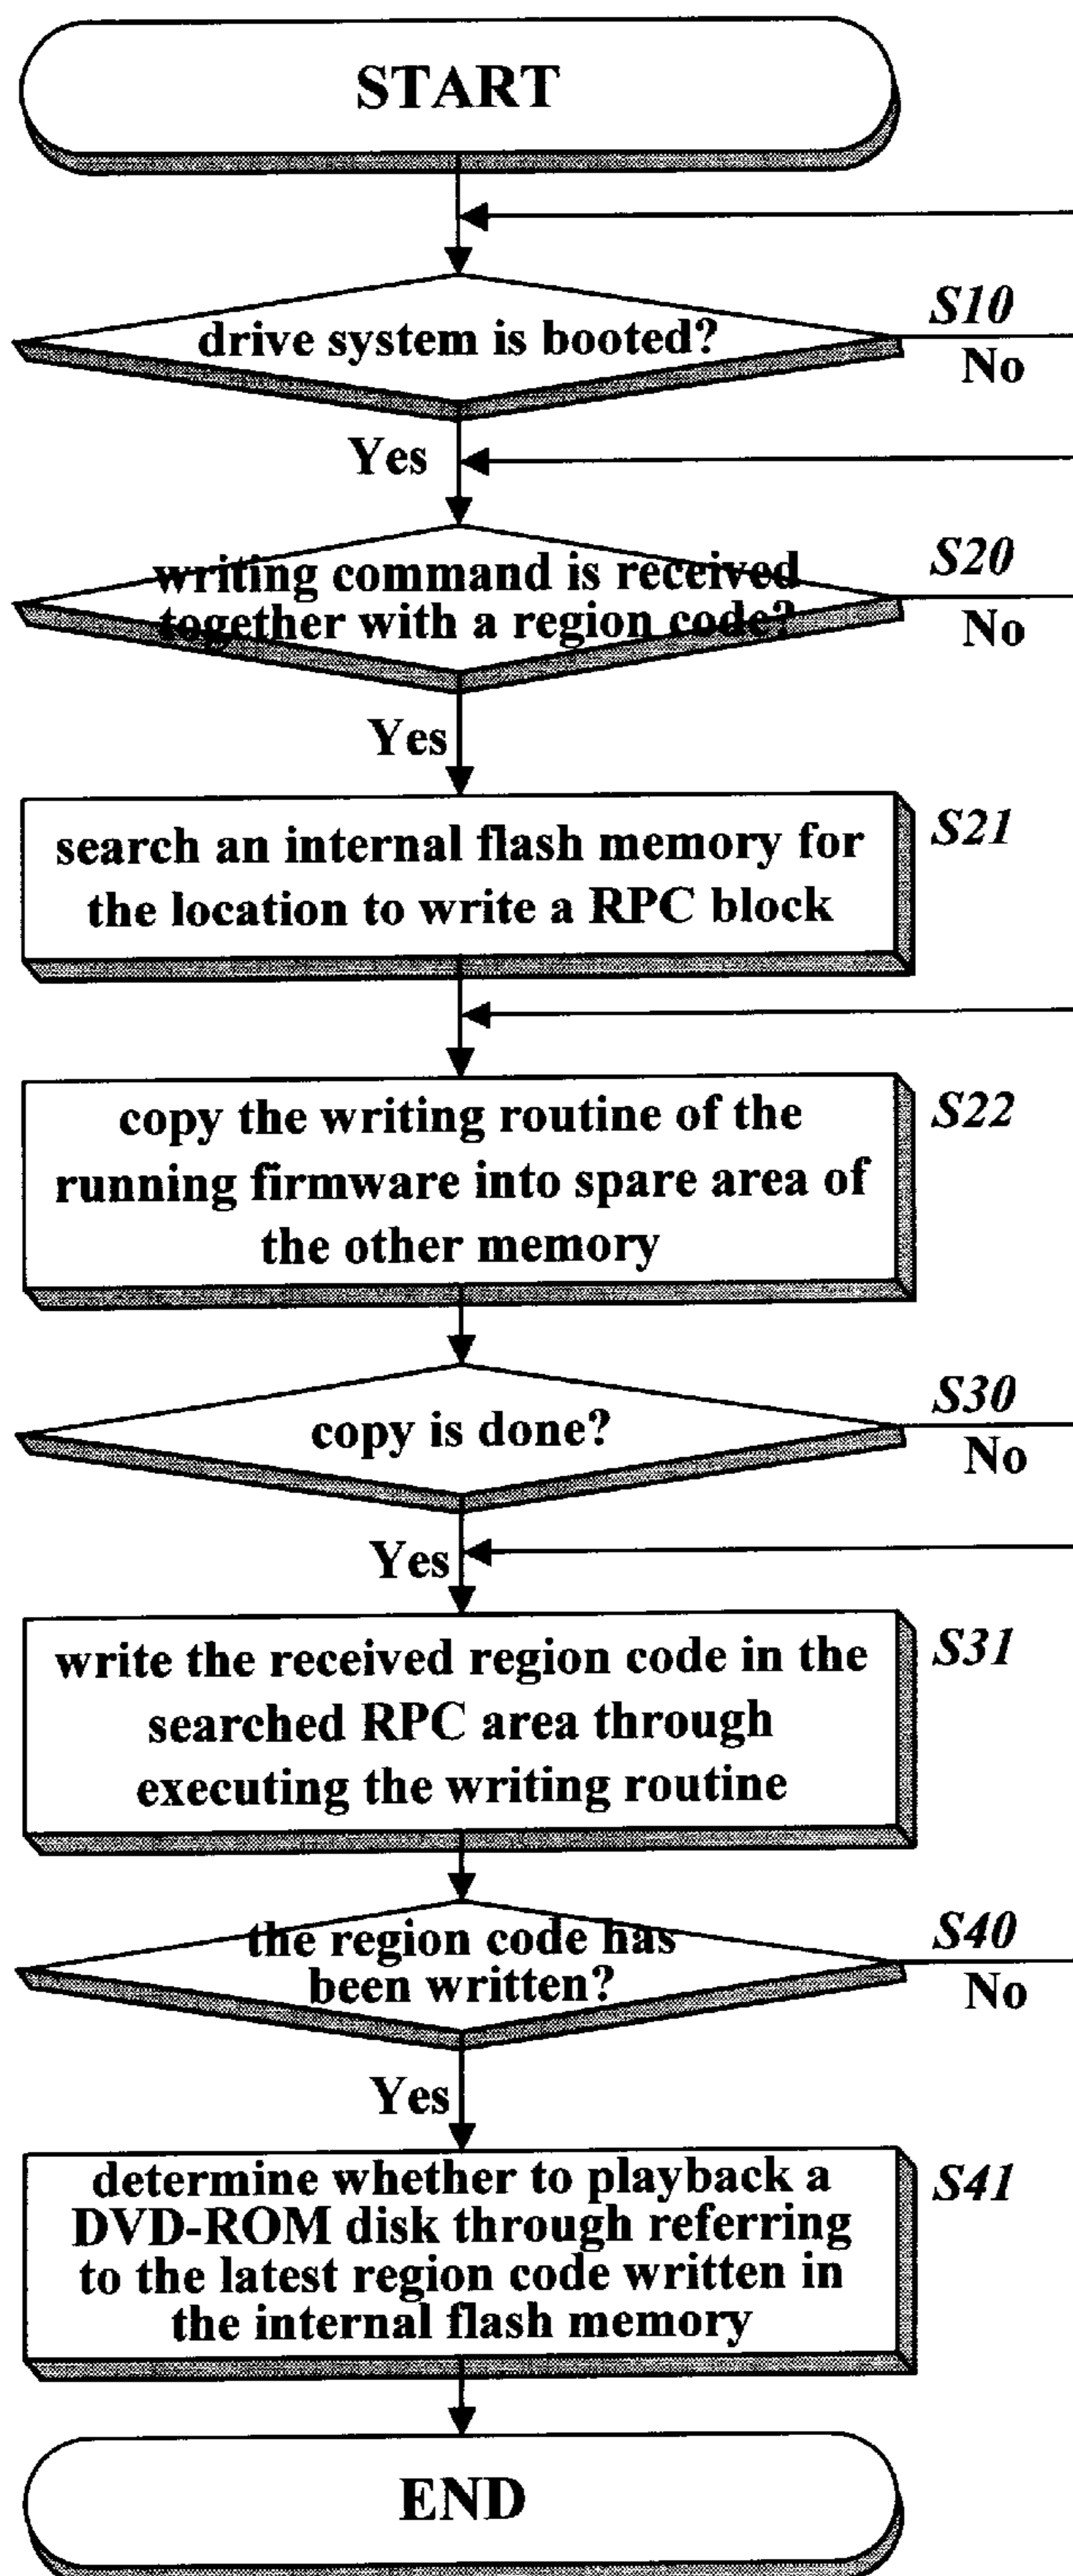 START
drive system is booted?
S10
No
Yes
writing command is received
together with a region code?
S20
No
Yes
search an internal flash memory for
the location to write a RPC block
S21
copy the writing routine of the
running firmware into spare area of
the other memory
S22
copy is done?
S30
No
Yes
write the received region code in the
searched RPC area through
executing the writing routine
S31
the region code has
been written?
S40
No
Yes
determine whether to playback a
DVD-ROM disk through referring
to the latest region code written in
the internal flash memory
S41
END